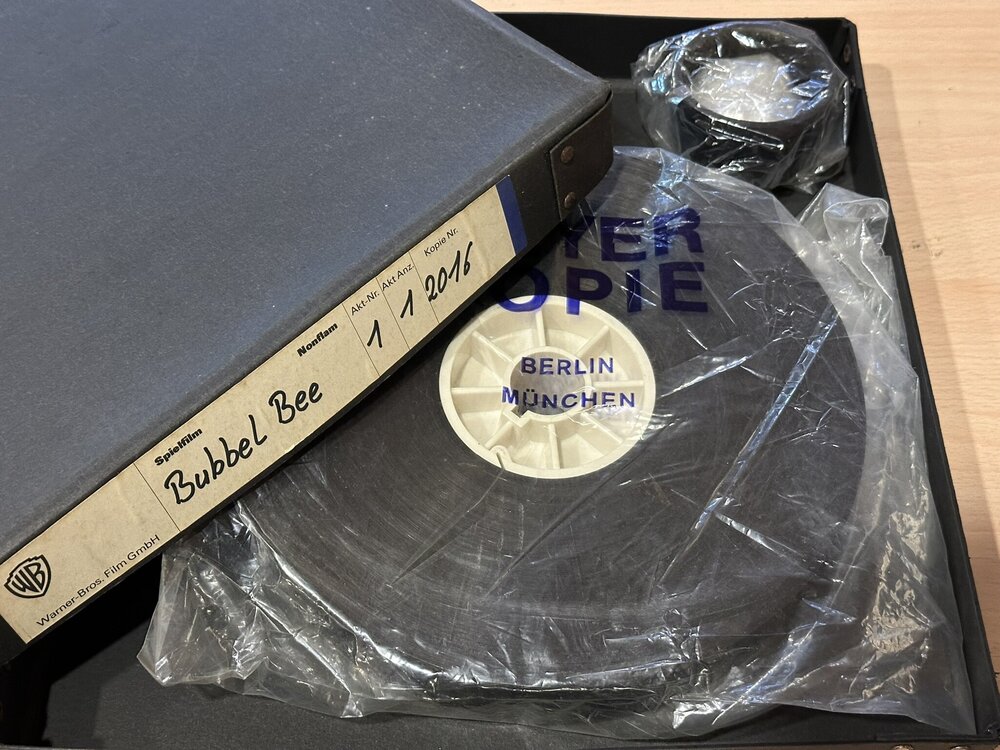 WB
Warner-Bros. Film GmbH
Spielfilm
Bubbel Bee
Nonflam
Akt-Nr.
1
Akt Anz.
1
Kopie Nr.
2016
BERLIN
MÜNCHEN